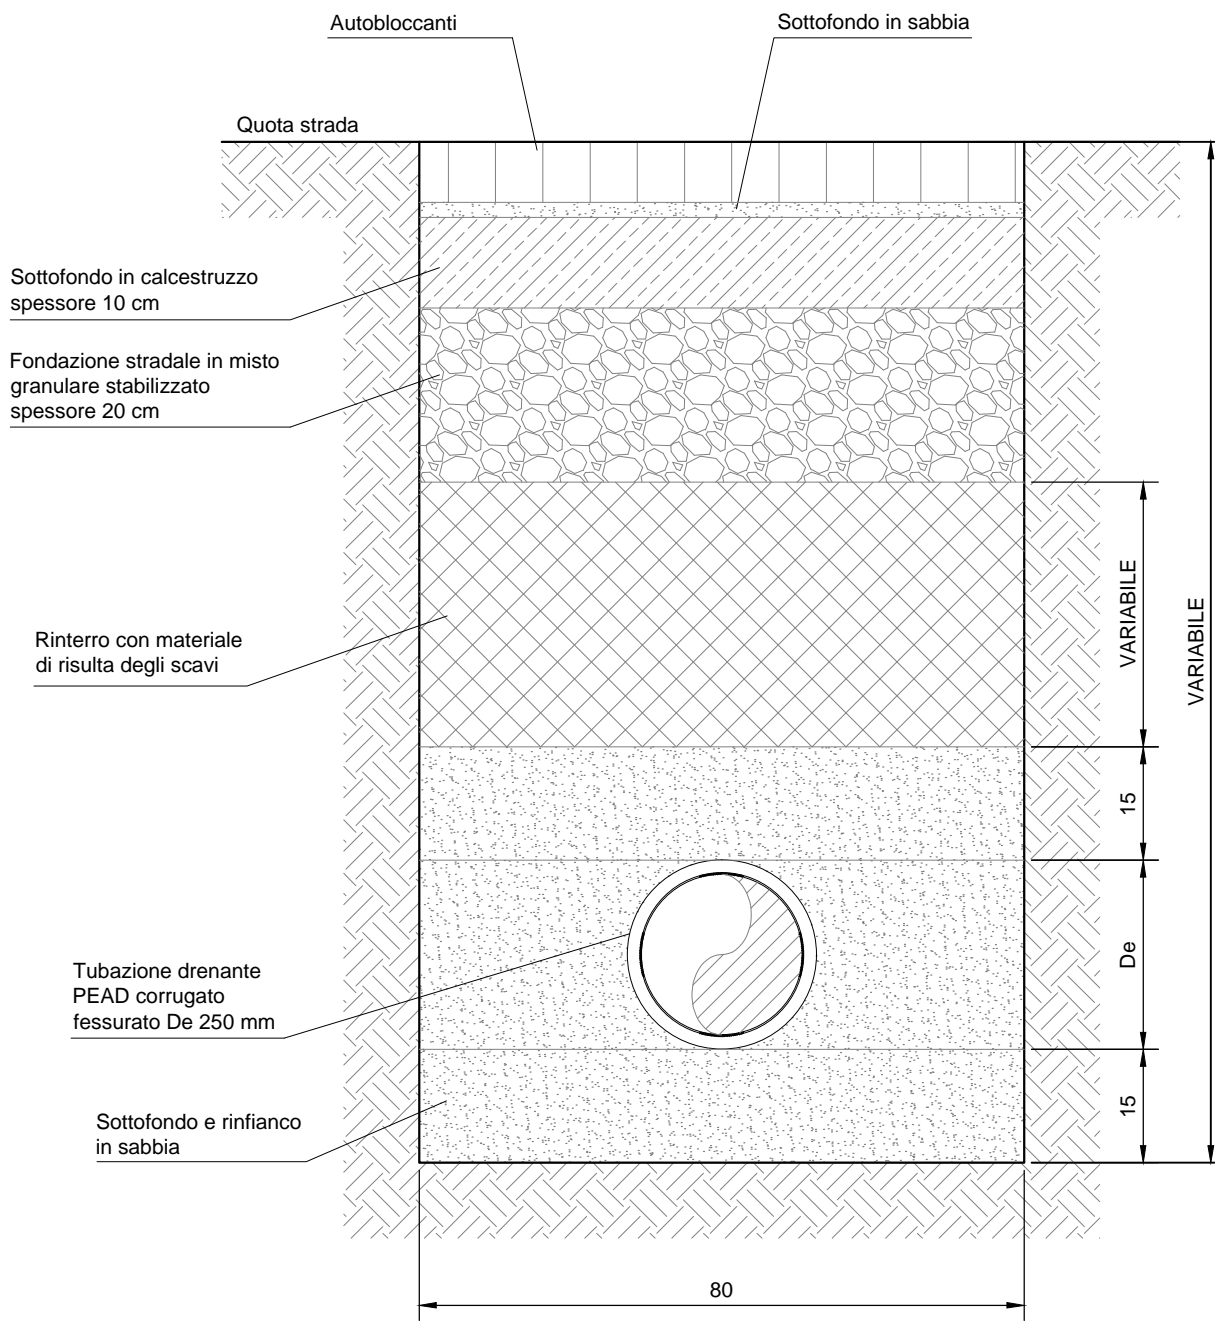 Autobloccanti
Sottofondo in sabbia
Quota strada
Sottofondo in calcestruzzo
spessore 10 cm
Fondazione stradale in misto
granulare stabilizzato
spessore 20 cm
Rinterro con materiale
di risulta degli scavi
Tubazione drenante
PEAD corrugato
fessurato De 250 mm
Sottofondo e rinfianco
in sabbia
VARIABILE
15
De
15
VARIABILE
80